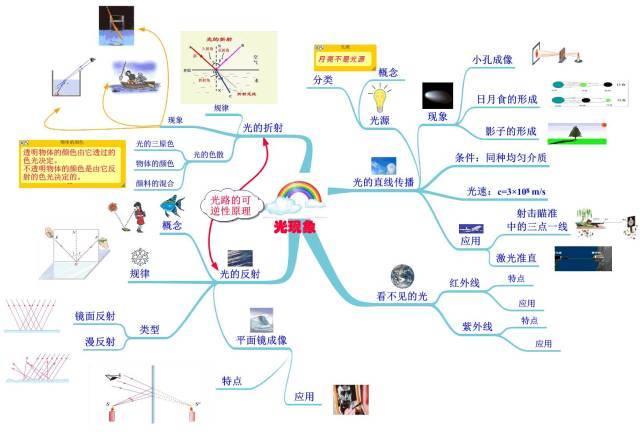 光现象
光路的可
逆性原理
光的折射
规律
现象
光的折射
空气
水
光的色散
光的三原色
物体的颜色
颜料的混合
物体的颜色
透明物体的颜色由它透过的
色光决定。
不透明物体的颜色是由它反
射的色光决定的。
光的反射
概念
规律
类型
镜面反射
漫反射
平面镜成像
特点
应用
S
S'
光的直线传播
光源
概念
分类
光源
月亮不是光源
现象
小孔成像
日月食的形成
影子的形成
条件：同种均匀介质
光速：c=3×10⁸ m/s
应用
射击瞄准
中的三点一线
激光准直
看不见的光
红外线
特点
应用
紫外线
特点
应用